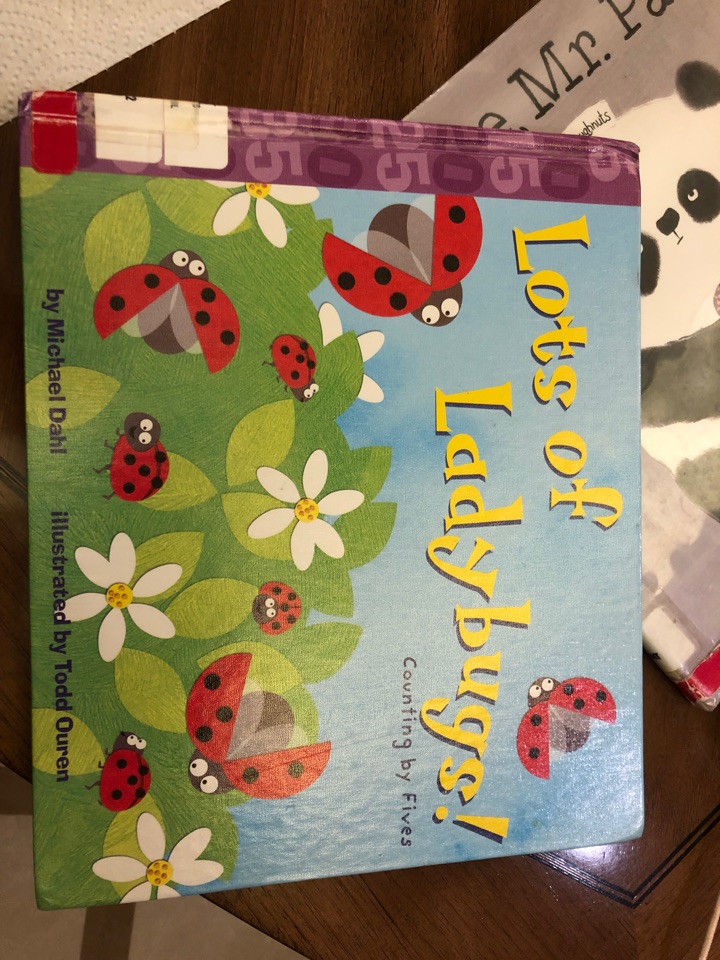 Lots of
Ladybugs!
Counting by Fives
by Michael Dahl
illustrated by Todd Ouren
Mr. Pa